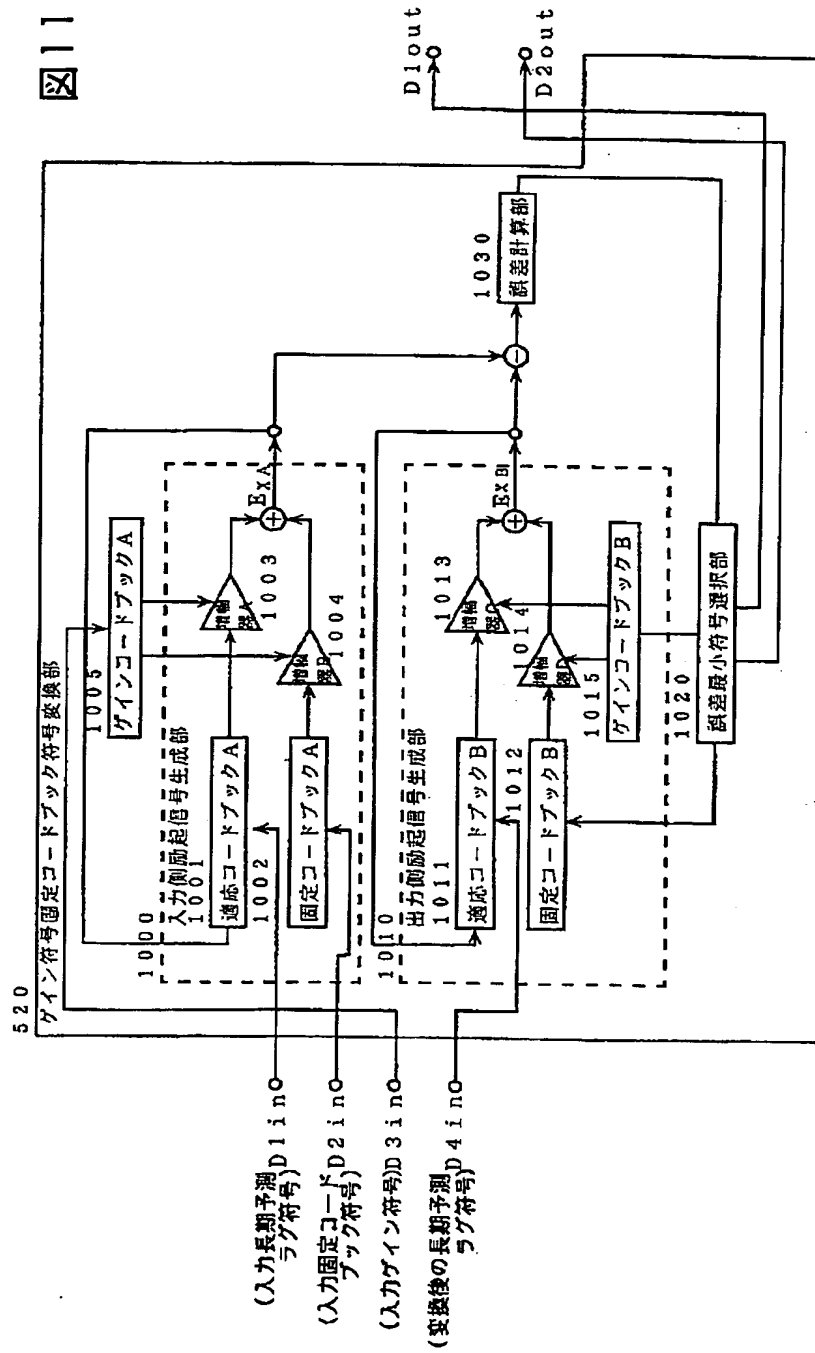 図11
520
ゲイン符号固定コードブック符号変換部
1005
ゲインコードブックA
1000
入力側励起信号生成部
1001
適応コードブックA
1002
固定コードブックA
増幅器A
1003
増幅器B
1004
ExA
1010
出力側励起信号生成部
1011
適応コードブックB
1012
固定コードブックB
増幅器C
1013
増幅器D
1014
ExB
1015
ゲインコードブックB
1020
誤差最小符号選択部
1030
誤差計算部
D1out
D2out
(入力長期予測
ラグ符号)D1in
(入力固定コード
ブック符号)D2in
(入力ゲイン符号)D3in
(変換後の長期予測
ラグ符号)D4in